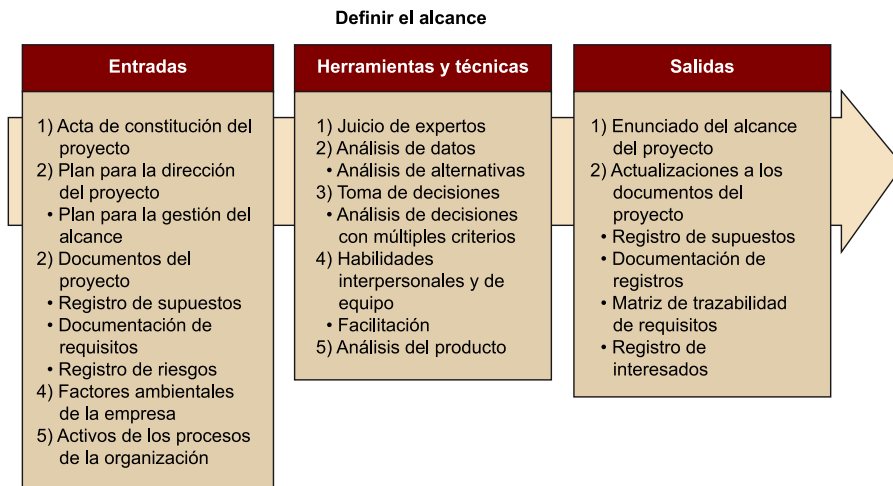 Definir el alcance
Entradas
1) Acta de constitución del
proyecto
2) Plan para la dirección
del proyecto
• Plan para la gestión del
alcance
2) Documentos del
proyecto
• Registro de supuestos
• Documentación de
requisitos
• Registro de riesgos
4) Factores ambientales
de la empresa
5) Activos de los procesos
de la organización
Herramientas y técnicas
1) Juicio de expertos
2) Análisis de datos
• Análisis de alternativas
3) Toma de decisiones
• Análisis de decisiones
con múltiples criterios
4) Habilidades
interpersonales y de
equipo
• Facilitación
5) Análisis del producto
Salidas
1) Enunciado del alcance
del proyecto
2) Actualizaciones a los
documentos del
proyecto
• Registro de supuestos
• Documentación de
registros
• Matriz de trazabilidad
de requisitos
• Registro de
interesados